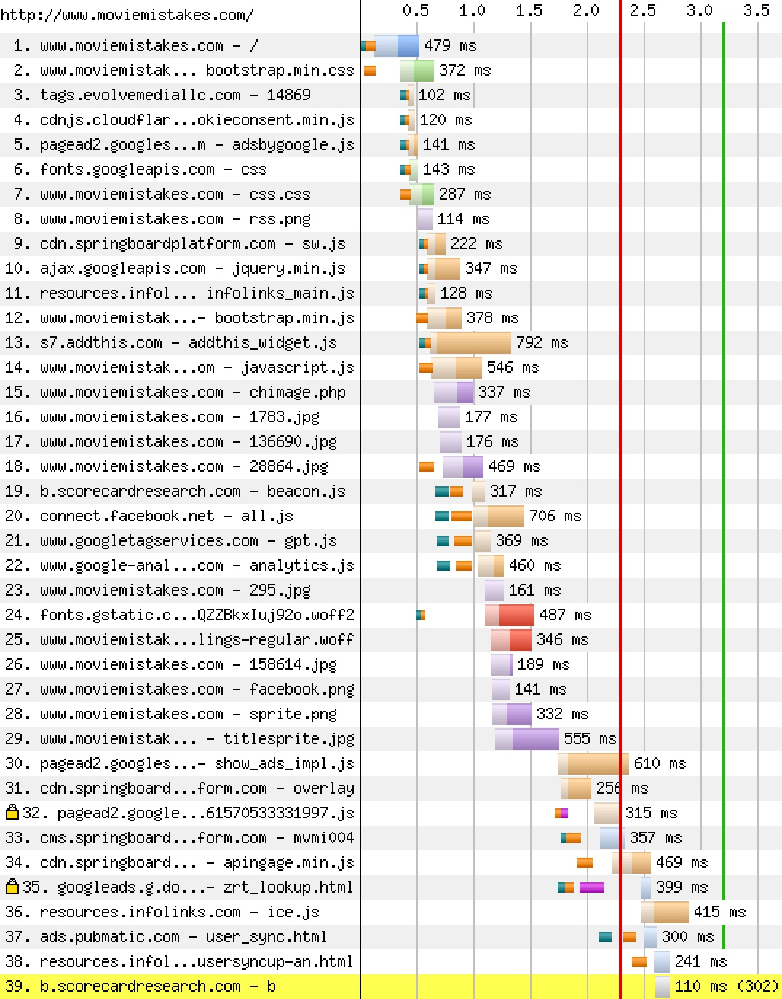 http://www.moviemistakes.com/ 0.5 1.0 1.5 2.0 2.5 3.0 3.5
1. www.moviemistakes.com - / 479 ms
2. www.moviemistak... bootstrap.min.css 372 ms
3. tags.evolvemediallc.com - 14869 102 ms
4. cdnjs.cloudflar...okieconsent.min.js 120 ms
5. pagead2.googles...m - adsbygoogle.js 141 ms
6. fonts.googleapis.com - css 143 ms
7. www.moviemistakes.com - css.css 287 ms
8. www.moviemistakes.com - rss.png 114 ms
9. cdn.springboardplatform.com - sw.js 222 ms
10. ajax.googleapis.com - jquery.min.js 347 ms
11. resources.infol... infolinks_main.js 128 ms
12. www.moviemistak...- bootstrap.min.js 378 ms
13. s7.addthis.com - addthis_widget.js 792 ms
14. www.moviemistak...om - javascript.js 546 ms
15. www.moviemistakes.com - chimage.php 337 ms
16. www.moviemistakes.com - 1783.jpg 177 ms
17. www.moviemistakes.com - 136690.jpg 176 ms
18. www.moviemistakes.com - 28864.jpg 469 ms
19. b.scorecardresearch.com - beacon.js 317 ms
20. connect.facebook.net - all.js 706 ms
21. www.googletagservices.com - gpt.js 369 ms
22. www.google-anal...com - analytics.js 460 ms
23. www.moviemistakes.com - 295.jpg 161 ms
24. fonts.gstatic.c...QZZBkxIuj92o.woff2 487 ms
25. www.moviemistak...lings-regular.woff 346 ms
26. www.moviemistakes.com - 158614.jpg 189 ms
27. www.moviemistakes.com - facebook.png 141 ms
28. www.moviemistakes.com - sprite.png 332 ms
29. www.moviemistak... - titlesprite.jpg 555 ms
30. pagead2.googles...- show_ads_impl.js 610 ms
31. cdn.springboard...form.com - overlay 256 ms
32. pagead2.google...61570533331997.js 315 ms
33. cms.springboard...form.com - mvmi004 357 ms
34. cdn.springboard... - apingage.min.js 469 ms
35. googleads.g.do...- zrt_lookup.html 399 ms
36. resources.infolinks.com - ice.js 415 ms
37. ads.pubmatic.com - user_sync.html 300 ms
38. resources.infol...usersyncup-an.html 241 ms
39. b.scorecardresearch.com - b 110 ms (302)